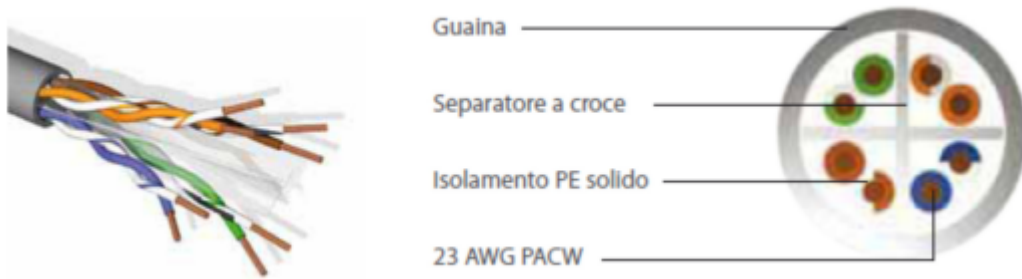 Guaina
Separatore a croce
Isolamento PE solido
23 AWG PACW